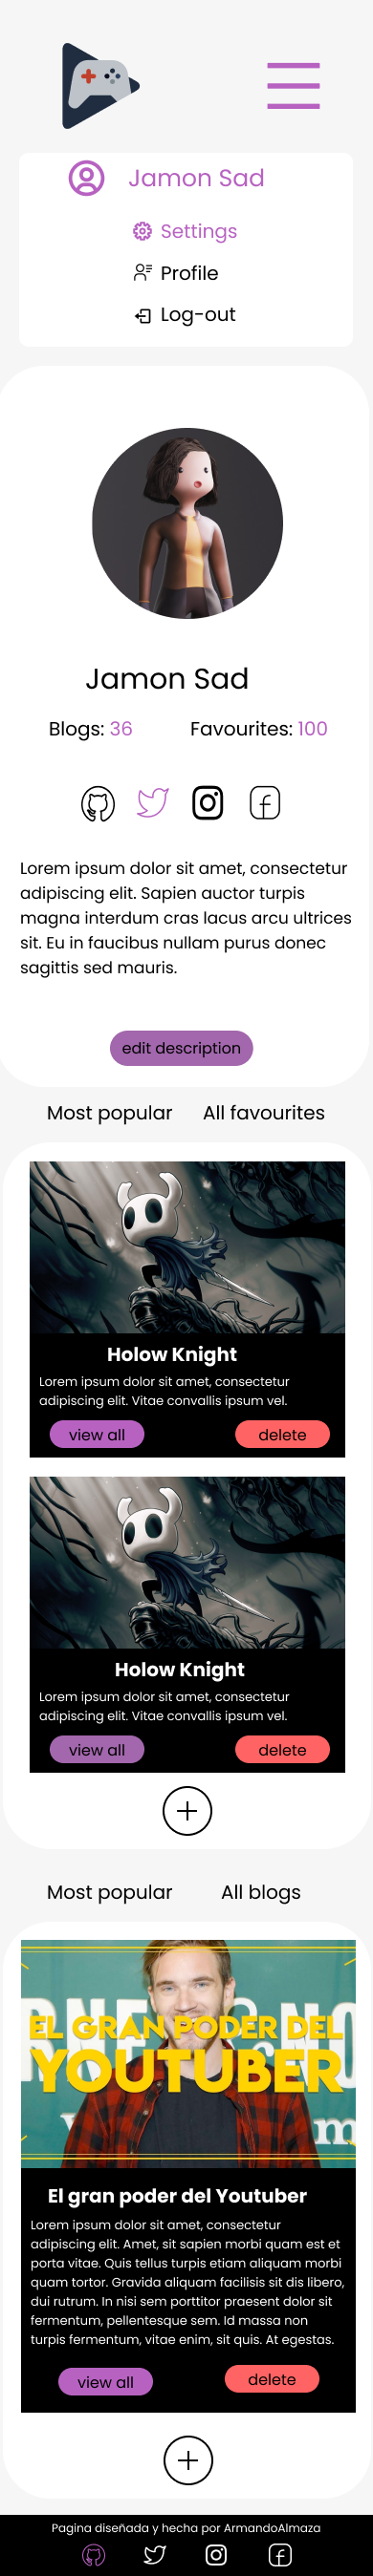 Jamon Sad
Settings
Profile
Log-out
Jamon Sad
Blogs: 36 Favourites: 100
Lorem ipsum dolor sit amet, consectetur
adipiscing elit. Sapien auctor turpis
magna interdum cras lacus arcu ultrices
sit. Eu in faucibus nullam purus donec
sagittis sed mauris.
edit description
Most popular All favourites
Holow Knight
Lorem ipsum dolor sit amet, consectetur
adipiscing elit. Vitae convallis ipsum vel.
view all delete
Holow Knight
Lorem ipsum dolor sit amet, consectetur
adipiscing elit. Vitae convallis ipsum vel.
view all delete
Most popular All blogs
EL GRAN PODER DEL
YOUTUBER
El gran poder del Youtuber
Lorem ipsum dolor sit amet, consectetur
adipiscing elit. Amet, sit sapien morbi quam est et
porta vitae. Quis tellus turpis etiam aliquam morbi
quam tortor. Gravida aliquam facilisis sit dis libero,
dui rutrum. In nisi sem porttitor praesent dolor sit
fermentum, pellentesque sem. Id massa non
turpis fermentum, vitae enim, sit quis. At egestas.
view all delete
Pagina diseñada y hecha por ArmandoAlmaza